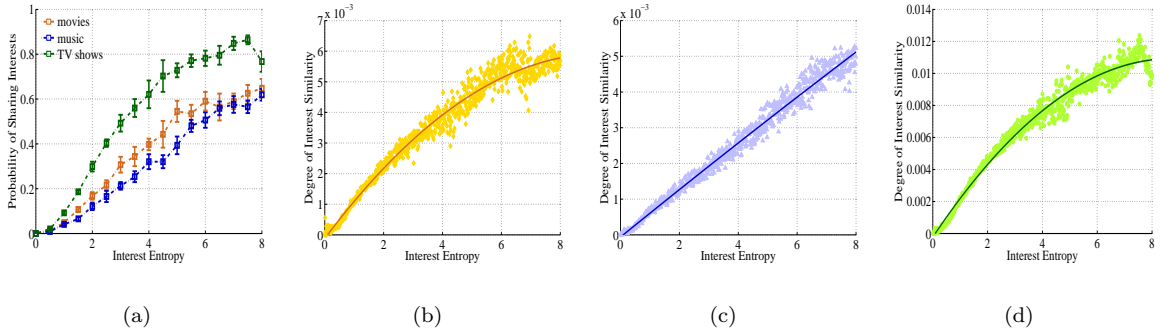 1
0.8
0.6
0.4
0.2
0
0 2 4 6 8
Probability of Sharing Interests
Interest Entropy
movies
music
TV shows
(a)
x 10⁻³
7
6
5
4
3
2
1
0
0 2 4 6 8
Degree of Interest Similarity
Interest Entropy
(b)
x 10⁻³
6
5
4
3
2
1
0
0 2 4 6 8
Degree of Interest Similarity
Interest Entropy
(c)
0.014
0.012
0.01
0.008
0.006
0.004
0.002
0
0 2 4 6 8
Degree of Interest Similarity
Interest Entropy
(d)